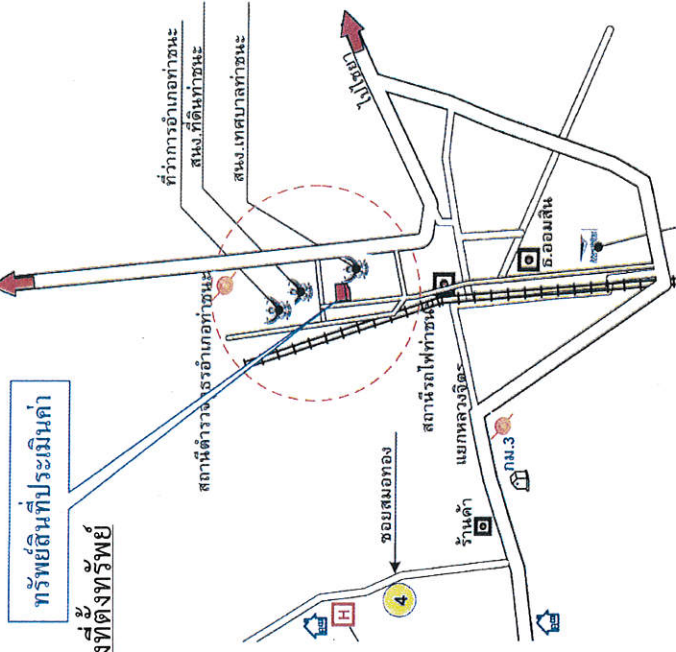 ทรัพย์สินที่ประเมินค่า
งที่ตั้งทรัพย์
ที่ว่าการอำเภอท่าชนะ
สนง.ที่ดินท่าชนะ
สนง.เทศบาลท่าชนะ
ไปไชยา
สถานีตำรวจภูธรอำเภอท่าชนะ
สถานีรถไฟท่าชนะ
แยกหลวงจิตร
ธ.ออมสิน
ซอยสมอทอง
ร้านค้า
กม.3
4
H